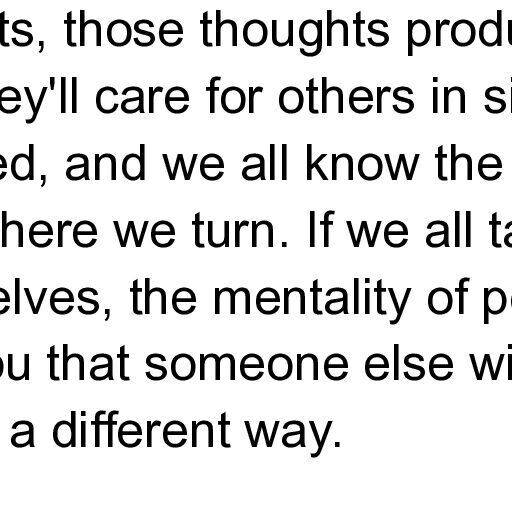 ts, those thoughts produ
ey'll care for others in si
ed, and we all know the
here we turn. If we all ta
elves, the mentality of p
ou that someone else wi
a different way.